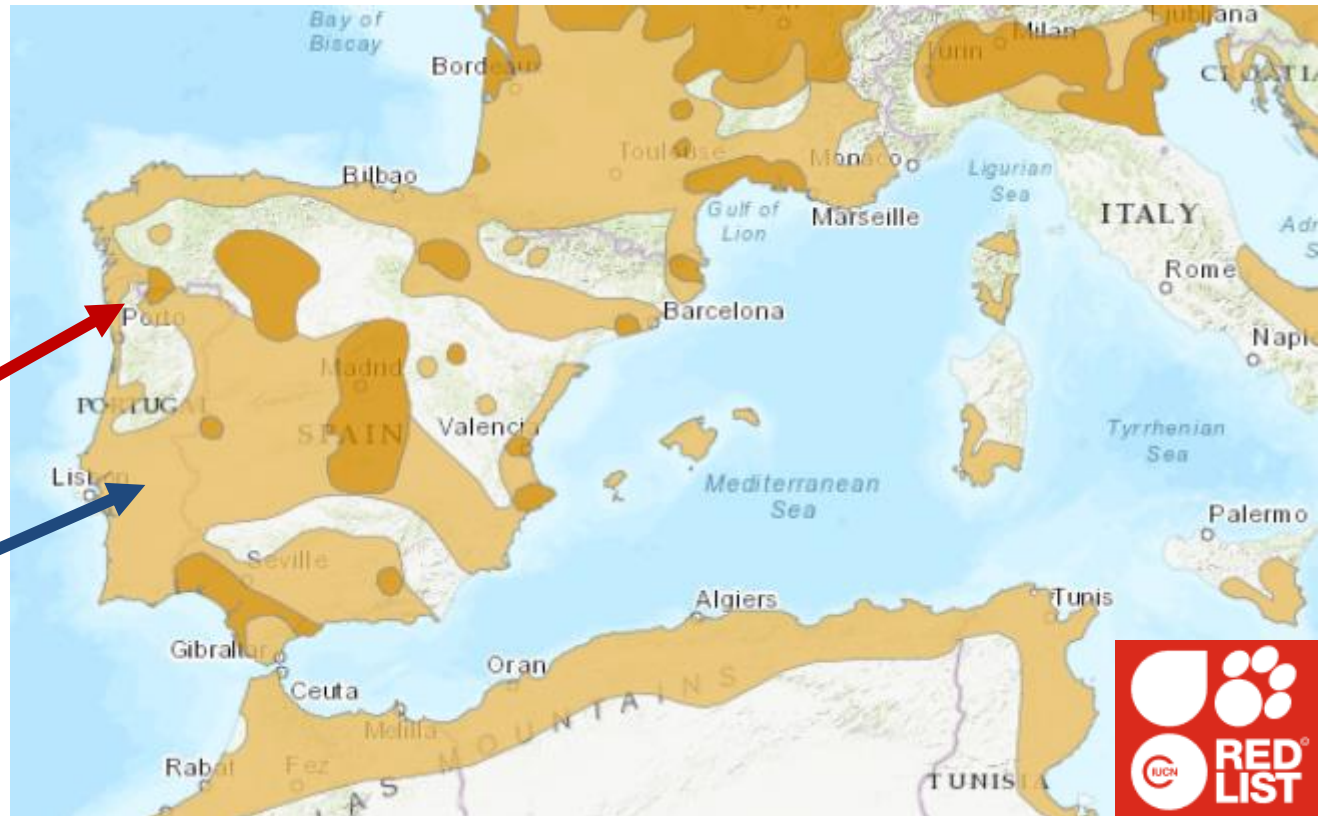 Bay of
Biscay
Lyon
Milan
Ljubljana
Turin
Bordeaux
CROATIA
Toulouse
Monaco
Bilbao
Ligurian
Sea
Gulf of
Lion
Marseille
ITALY
Rome
Barcelona
Porto
Madrid
PORTUGAL
SPAIN
Valencia
Tyrrhenian
Sea
Lisbon
Mediterranean
Sea
Palermo
Seville
Algiers
Tunis
Gibraltar
Oran
Ceuta
Melilla
Rabat
Fez
ATLAS MOUNTAINS
TUNISIA
IUCN
RED
LIST